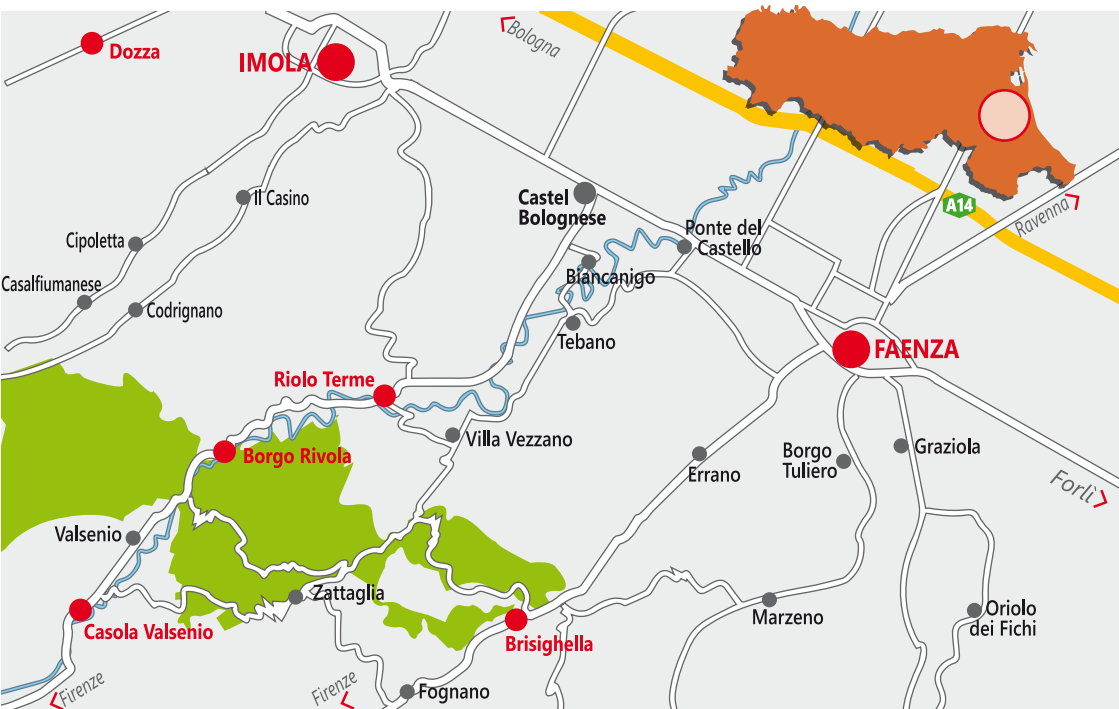 Bologna
Dozza
IMOLA
Castel
Bolognese
Il Casino
A14
Ravenna
Ponte del
Castello
Cipoletta
Biancanigo
Casalfiumanese
Codrignano
Tebano
FAENZA
Riolo Terme
Villa Vezzano
Borgo Rivola
Errano
Borgo
Tuliero
Graziola
Forlì
Valsenio
Zattaglia
Casola Valsenio
Brisighella
Marzeno
Oriolo
dei Fichi
Firenze
Firenze
Fognano